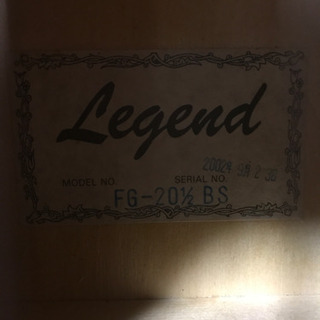 Legend
MODEL NO. SERIAL NO.
FG-20½ BS